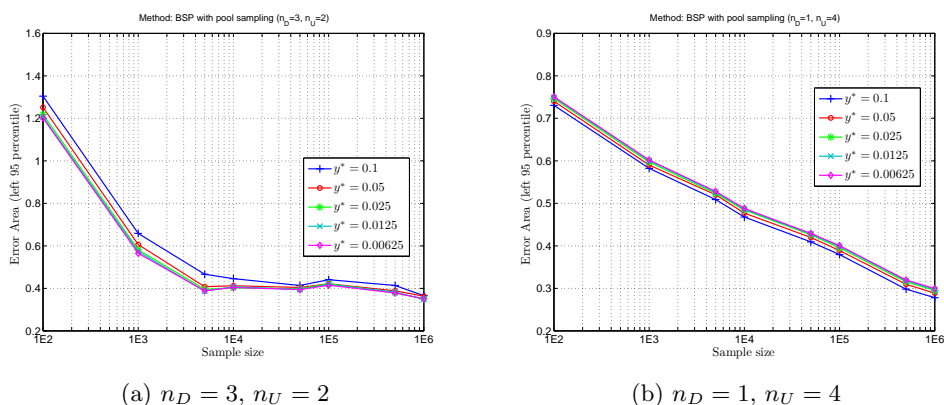 Method: BSP with pool sampling (n_D=3, n_U=2)
1.6
1.4
1.2
1
0.8
0.6
0.4
0.2
Error Area (left 95 percentile)
y* = 0.1
y* = 0.05
y* = 0.025
y* = 0.0125
y* = 0.00625
1E2
1E3
1E4
1E5
1E6
Sample size
(a) n_D = 3, n_U = 2
Method: BSP with pool sampling (n_D=1, n_U=4)
0.9
0.8
0.7
0.6
0.5
0.4
0.3
0.2
Error Area (left 95 percentile)
y* = 0.1
y* = 0.05
y* = 0.025
y* = 0.0125
y* = 0.00625
1E2
1E3
1E4
1E5
1E6
Sample size
(b) n_D = 1, n_U = 4